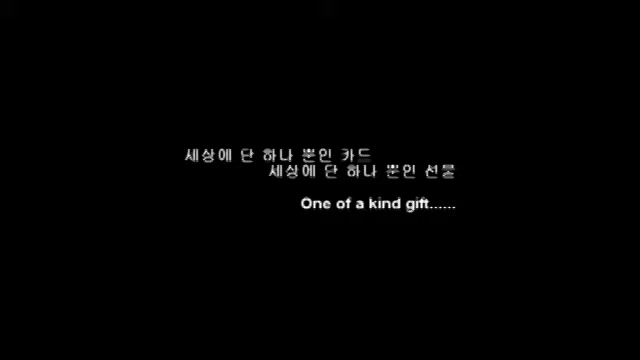 세상에 단 하나 뿐인 카드
세상에 단 하나 뿐인 선물
One of a kind gift......